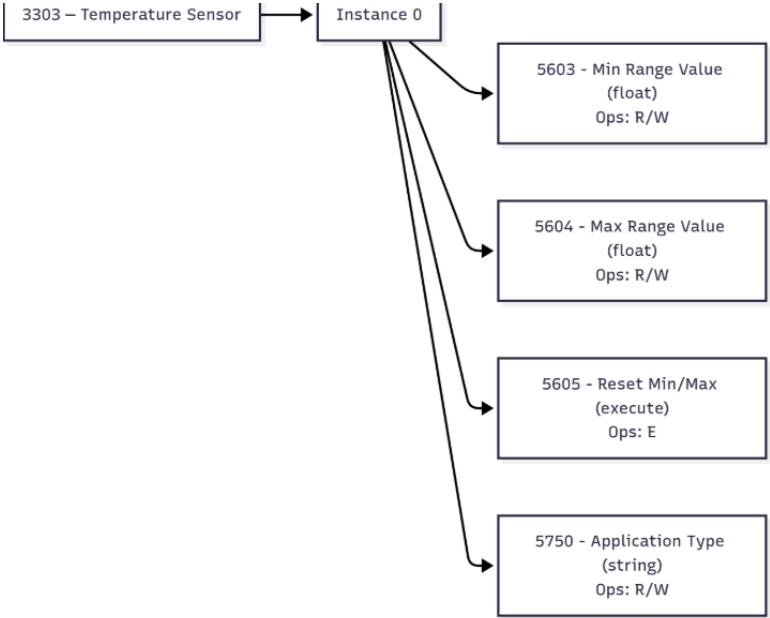 3303 – Temperature Sensor
Instance 0
5603 - Min Range Value
(float)
Ops: R/W
5604 - Max Range Value
(float)
Ops: R/W
5605 - Reset Min/Max
(execute)
Ops: E
5750 - Application Type
(string)
Ops: R/W